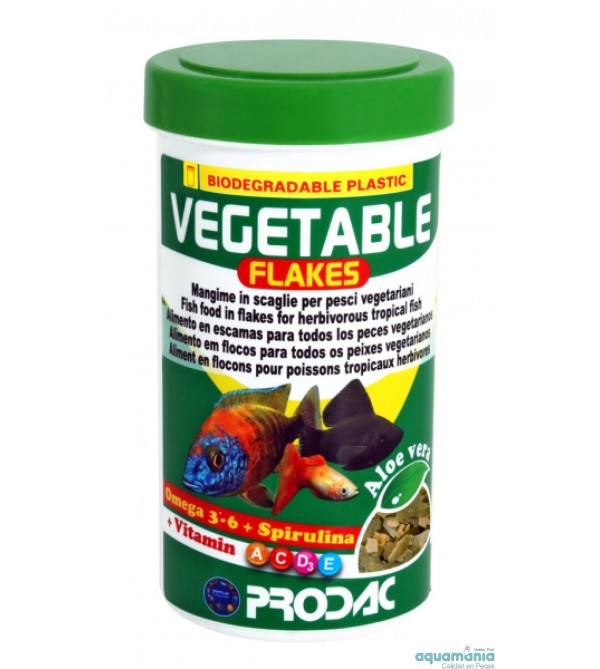 BIODEGRADABLE PLASTIC
VEGETABLE
FLAKES
Mangime in scaglie per pesci vegetariani
Fish food in flakes for herbivorous tropical fish
Alimento en escamas para todos los peces vegetarianos
Alimento em flocos para todos os peixes vegetarianos
Aliment en flocons pour poissons tropicaux herbivores
Aloe vera
Omega 3-6 + Spirulina
+ Vitamin A C D3 E
PRODAC
Hobby Fish
aquamania
Calidad en Peces